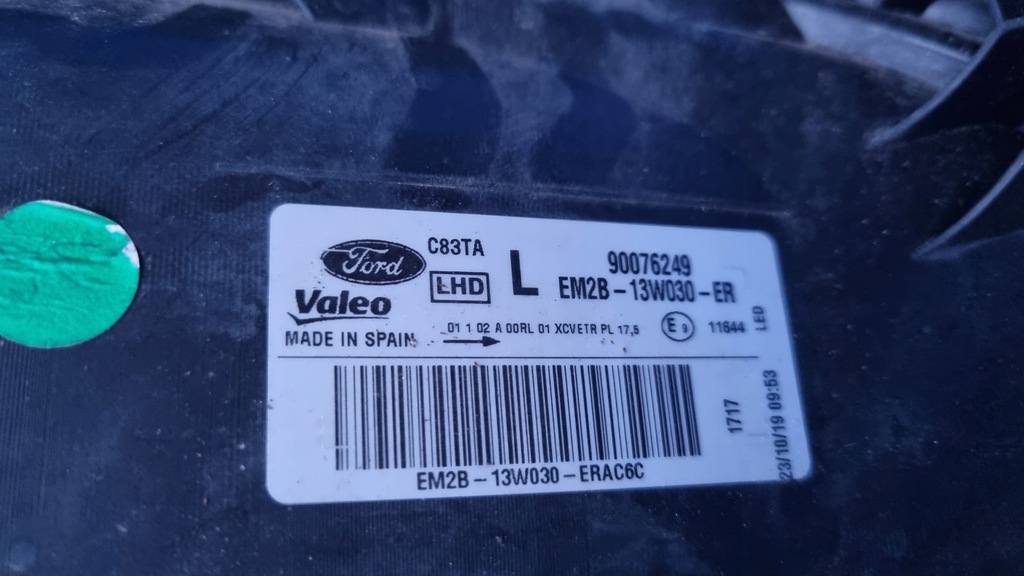 Ford
C83TA
LHD
L
90076249
EM2B-13W030-ER
Valeo
MADE IN SPAIN
01 1 02 A 00RL 01 XCVETR PL 17,5
E 9
11644
LED
1717
23/10/19 09:53
EM2B-13W030-ERAC6C